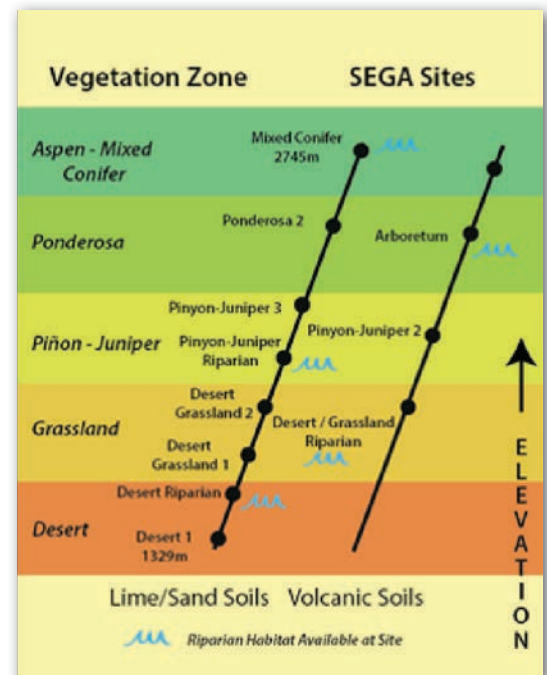 Vegetation Zone
SEGA Sites
Aspen - Mixed
Conifer
Mixed Conifer
2745m
Ponderosa
Ponderosa 2
Arboretum
Piñon - Juniper
Pinyon-Juniper 3
Pinyon-Juniper
Riparian
Pinyon-Juniper 2
Grassland
Desert
Grassland 2
Desert / Grassland
Riparian
Desert
Grassland 1
Desert
Desert Riparian
Desert 1
1329m
ELEVATION
Lime/Sand Soils
Volcanic Soils
Riparian Habitat Available at Site